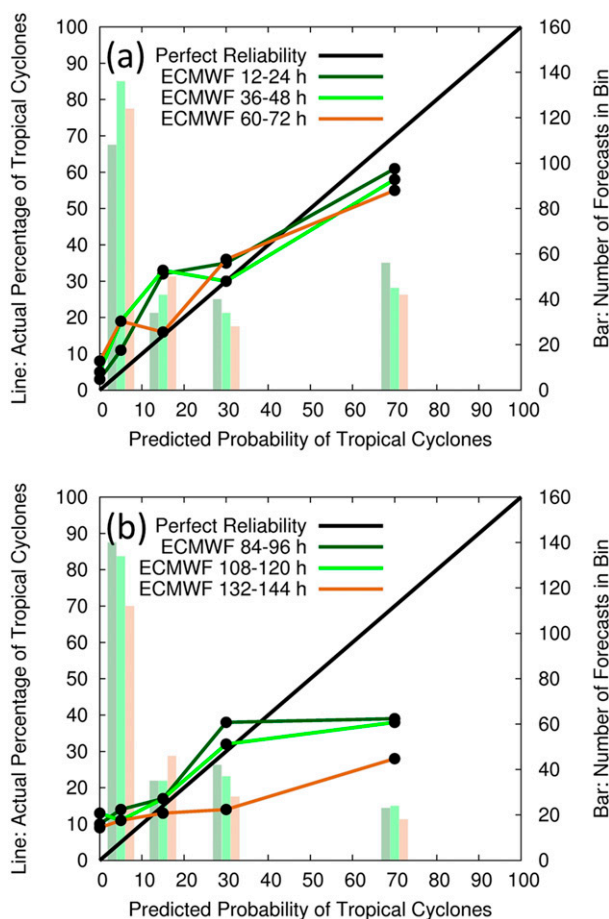 (a)
Perfect Reliability
ECMWF 12-24 h
ECMWF 36-48 h
ECMWF 60-72 h
Line: Actual Percentage of Tropical Cyclones
100
90
80
70
60
50
40
30
20
10
0
Bar: Number of Forecasts in Bin
160
140
120
100
80
60
40
20
0
0 10 20 30 40 50 60 70 80 90 100
Predicted Probability of Tropical Cyclones
(b)
Perfect Reliability
ECMWF 84-96 h
ECMWF 108-120 h
ECMWF 132-144 h
Line: Actual Percentage of Tropical Cyclones
100
90
80
70
60
50
40
30
20
10
0
Bar: Number of Forecasts in Bin
160
140
120
100
80
60
40
20
0
0 10 20 30 40 50 60 70 80 90 100
Predicted Probability of Tropical Cyclones